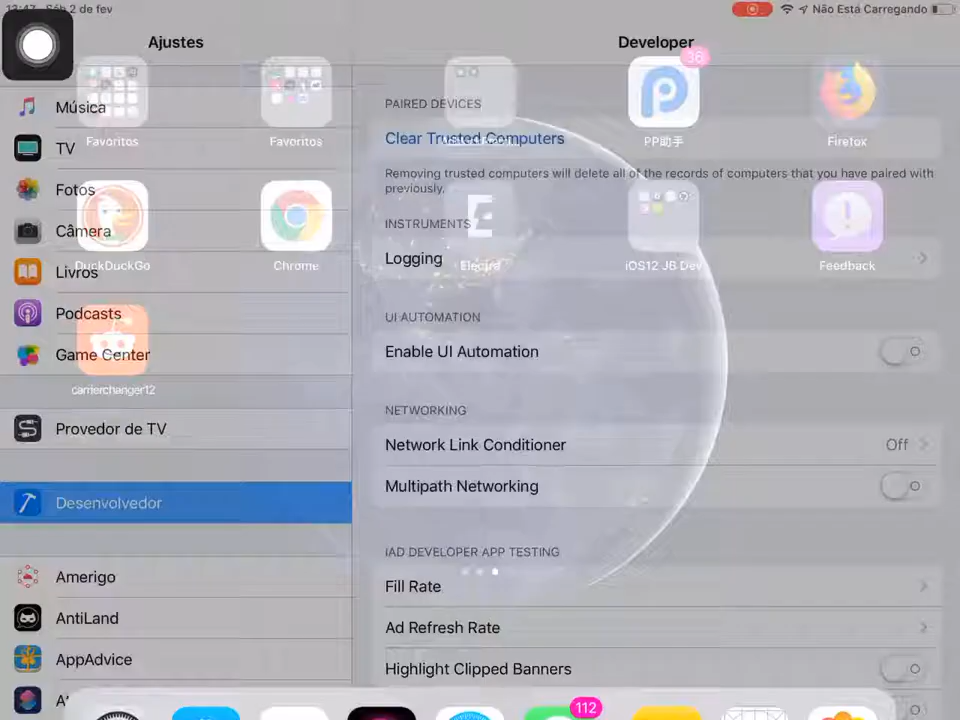 13:47 Sáb 2 de fev
Não Está Carregando
Ajustes
Developer
36
Música
TV
Fotos
Câmera
Livros
Podcasts
Game Center
Provedor de TV
Desenvolvedor
Amerigo
AntiLand
AppAdvice
PAIRED DEVICES
Clear Trusted Computers
Removing trusted computers will delete all of the records of computers that you have paired with
previously.
INSTRUMENTS
Logging
UI AUTOMATION
Enable UI Automation
NETWORKING
Network Link Conditioner Off
Multipath Networking
IAD DEVELOPER APP TESTING
Fill Rate
Ad Refresh Rate
Highlight Clipped Banners
Favoritos
Favoritos
PP助手
Firefox
DuckDuckGo
Chrome
Electra
iOS12 JB Dev
Feedback
carrierchanger12
112